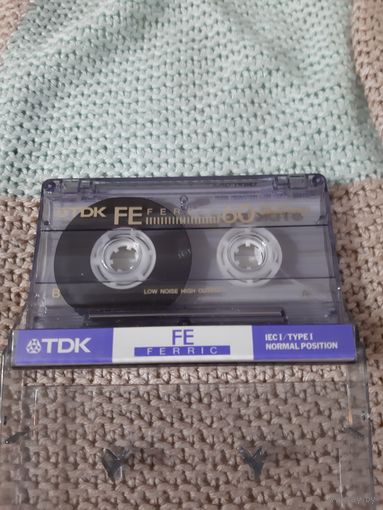 TDK FE FERRIC 60
B LOW NOISE HIGH OUTPUT
TDK FE IEC I / TYPE I
FERRIC NORMAL POSITION